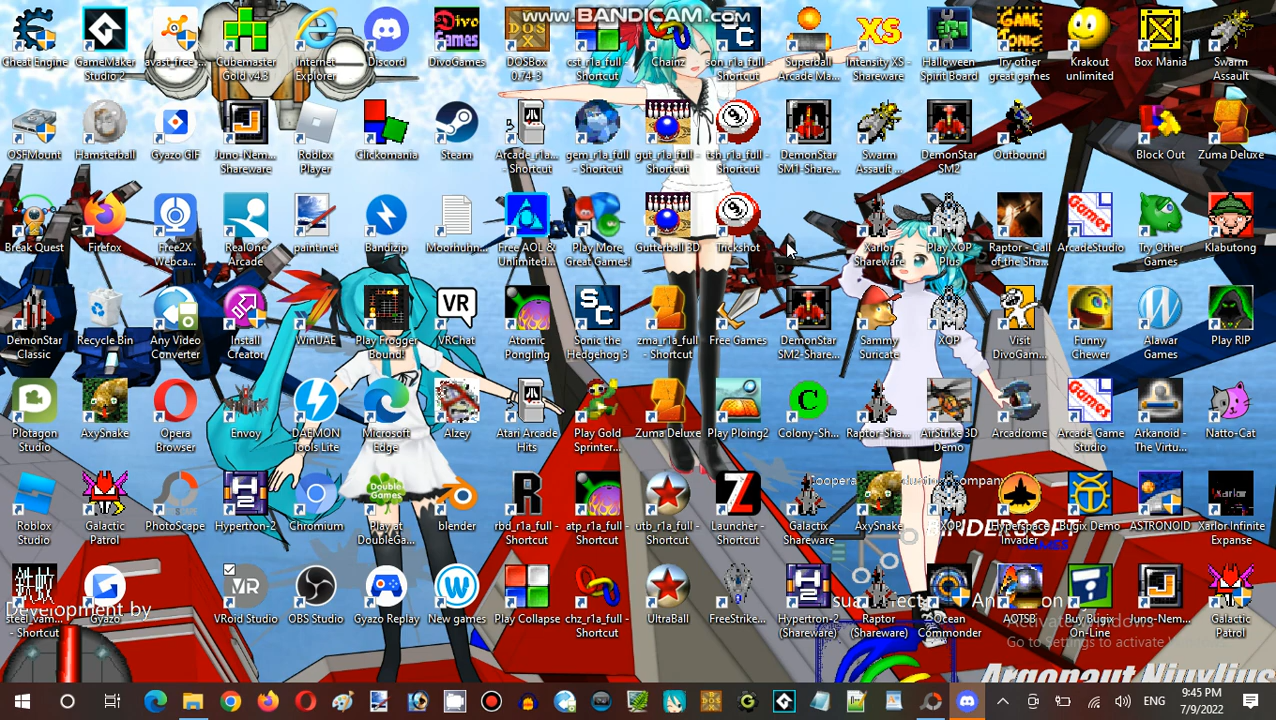 www.BANDICAM.com
Cheat Engine
GameMaker Studio 2
avast_free_...
Cubemaster Gold v4.3
Internet Explorer
Discord
DivoGames
DOSBox 0.74-3
cst_r1a_full - Shortcut
Chainz
son_r1a_full - Shortcut
Superball Arcade Ma...
Intensity XS - Shareware
Halloween Spirit Board
Try other great games
Krakout unlimited
Box Mania
Swarm Assault
OSFMount
Hamsterball
Gyazo GIF
Juno-Nem... Shareware
Roblox Player
Clickomania
Steam
Arcade_r1a... - Shortcut
gem_r1a_full - Shortcut
gut_r1a_full - Shortcut
tsh_r1a_full - Shortcut
DemonStar SM1-Share...
Swarm Assault ...
DemonStar SM2
Outbound
Block Out
Zuma Deluxe
Break Quest
Firefox
Free2X Webca...
RealOne Arcade
paint.net
Bandizip
Moorhuhn...
Free AOL & Unlimited...
Play More Great Games!
Gutterball 3D
Trickshot
Xarlor Shareware
Play XOP Plus
Raptor - Call of the Sha...
ArcadeStudio
Try Other Games
Klabutong
DemonStar Classic
Recycle Bin
Any Video Converter
Install Creator
WinUAE
Play Frogger Bound!
VRChat
Atomic Pongling
Sonic the Hedgehog 3
zma_r1a_full - Shortcut
Free Games
DemonStar SM2-Share...
Sammy Suricate
XOP
Visit DivoGam...
Funny Chewer
Alawar Games
Play RIP
Plotagon Studio
AxySnake
Opera Browser
Envoy
DAEMON Tools Lite
Microsoft Edge
Alzey
Atari Arcade Hits
Play Gold Sprinter...
Zuma Deluxe
Play Ploing2
Colony-Sh...
Raptor-Sha...
AirStrike 3D Demo
Arcadrome
Arcade Game Studio
Arkanoid - The Virtu...
Natto-Cat
Roblox Studio
Galactic Patrol
PhotoScape
Hypertron-2
Chromium
Play at DoubleGa...
blender
rbd_r1a_full - Shortcut
atp_r1a_full - Shortcut
utb_r1a_full - Shortcut
Launcher - Shortcut
Galactix Shareware
AxySnake
XOP
Hyperspace Invader
Bugix Demo
ASTRONOID
Xarlor Infinite Expanse
steel_vam... - Shortcut
Gyazo
VRoid Studio
OBS Studio
Gyazo Replay
New games
Play Collapse
chz_r1a_full - Shortcut
UltraBall
FreeStrike...
Hypertron-2 (Shareware)
Raptor (Shareware)
Ocean Commander
AOTSB
Buy Bugix On-Line
Juno-Nem...
Galactic Patrol
Development by
GAMES
Activate Windows
Go to Settings to activate W
ENG
9:45 PM
7/9/2022